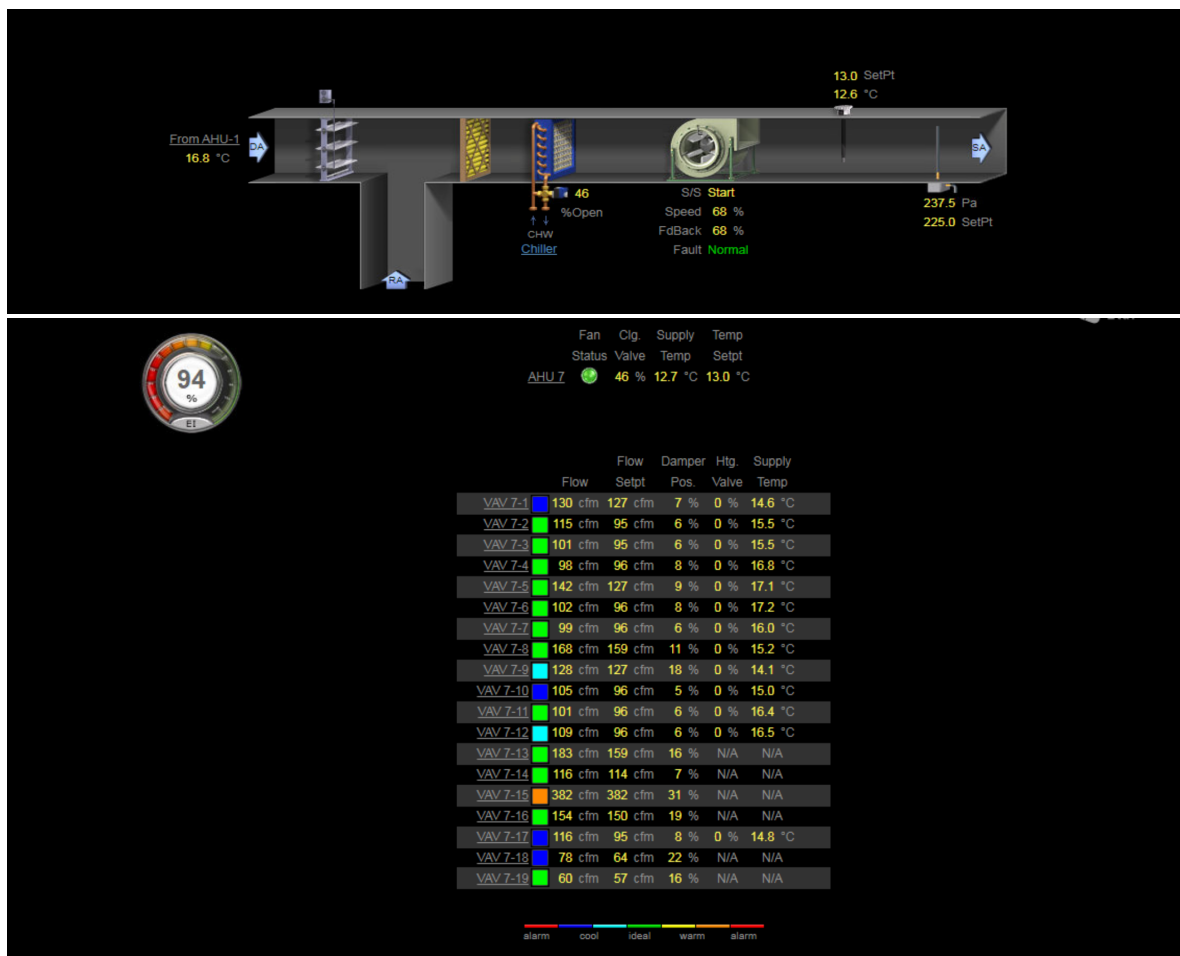 13.0 SetPt
12.6 °C
From AHU-1
DA
16.8 °C
SA
46
%Open
CHW
Chiller
S/S Start
Speed 68 %
FdBack 68 %
Fault Normal
237.5 Pa
225.0 SetPt
RA
94
%
EI
Fan Clg. Supply Temp
Status Valve Temp Setpt
AHU 7 46 % 12.7 °C 13.0 °C
Flow Damper Htg. Supply
Flow Setpt Pos. Valve Temp
VAV 7-1 130 cfm 127 cfm 7 % 0 % 14.6 °C
VAV 7-2 115 cfm 95 cfm 6 % 0 % 15.5 °C
VAV 7-3 101 cfm 95 cfm 6 % 0 % 15.5 °C
VAV 7-4 98 cfm 96 cfm 8 % 0 % 16.8 °C
VAV 7-5 142 cfm 127 cfm 9 % 0 % 17.1 °C
VAV 7-6 102 cfm 96 cfm 8 % 0 % 17.2 °C
VAV 7-7 99 cfm 96 cfm 6 % 0 % 16.0 °C
VAV 7-8 168 cfm 159 cfm 11 % 0 % 15.2 °C
VAV 7-9 128 cfm 127 cfm 18 % 0 % 14.1 °C
VAV 7-10 105 cfm 96 cfm 5 % 0 % 15.0 °C
VAV 7-11 101 cfm 96 cfm 6 % 0 % 16.4 °C
VAV 7-12 109 cfm 96 cfm 6 % 0 % 16.5 °C
VAV 7-13 183 cfm 159 cfm 16 % N/A N/A
VAV 7-14 116 cfm 114 cfm 7 % N/A N/A
VAV 7-15 382 cfm 382 cfm 31 % N/A N/A
VAV 7-16 154 cfm 150 cfm 19 % N/A N/A
VAV 7-17 116 cfm 95 cfm 8 % 0 % 14.8 °C
VAV 7-18 78 cfm 64 cfm 22 % N/A N/A
VAV 7-19 60 cfm 57 cfm 16 % N/A N/A
alarm cool ideal warm alarm